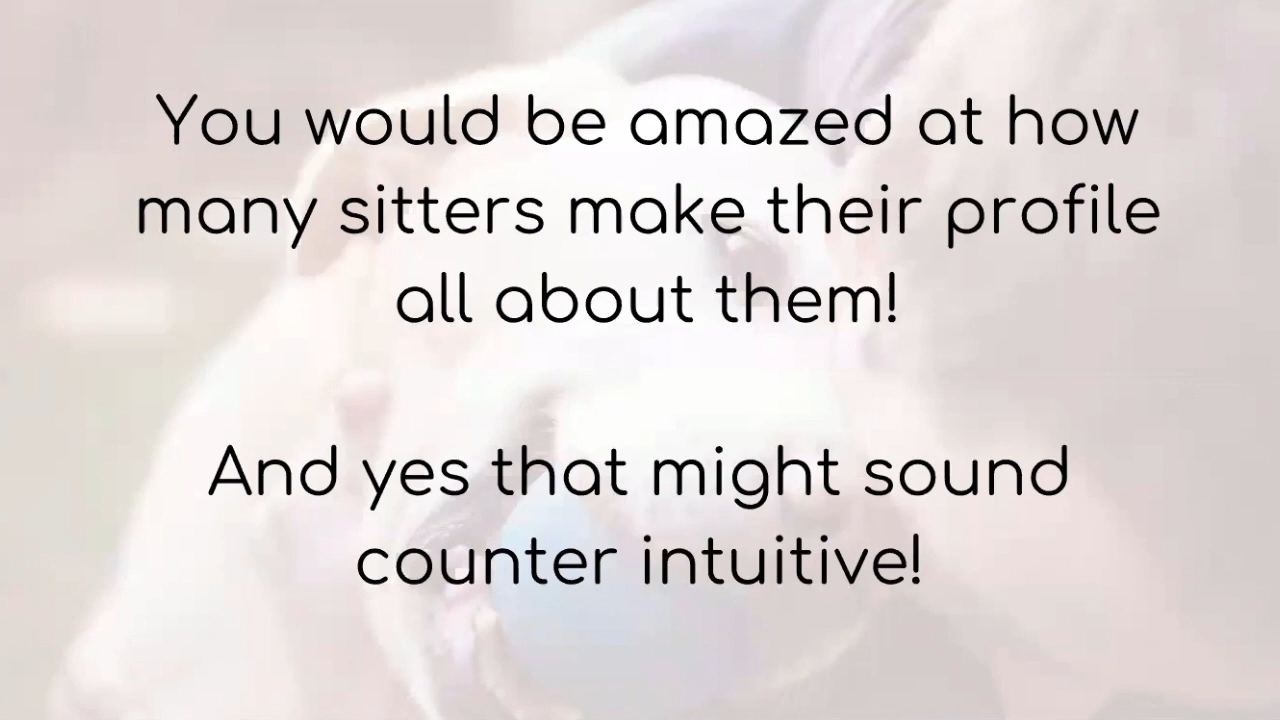 You would be amazed at how
many sitters make their profile
all about them!
And yes that might sound
counter intuitive!